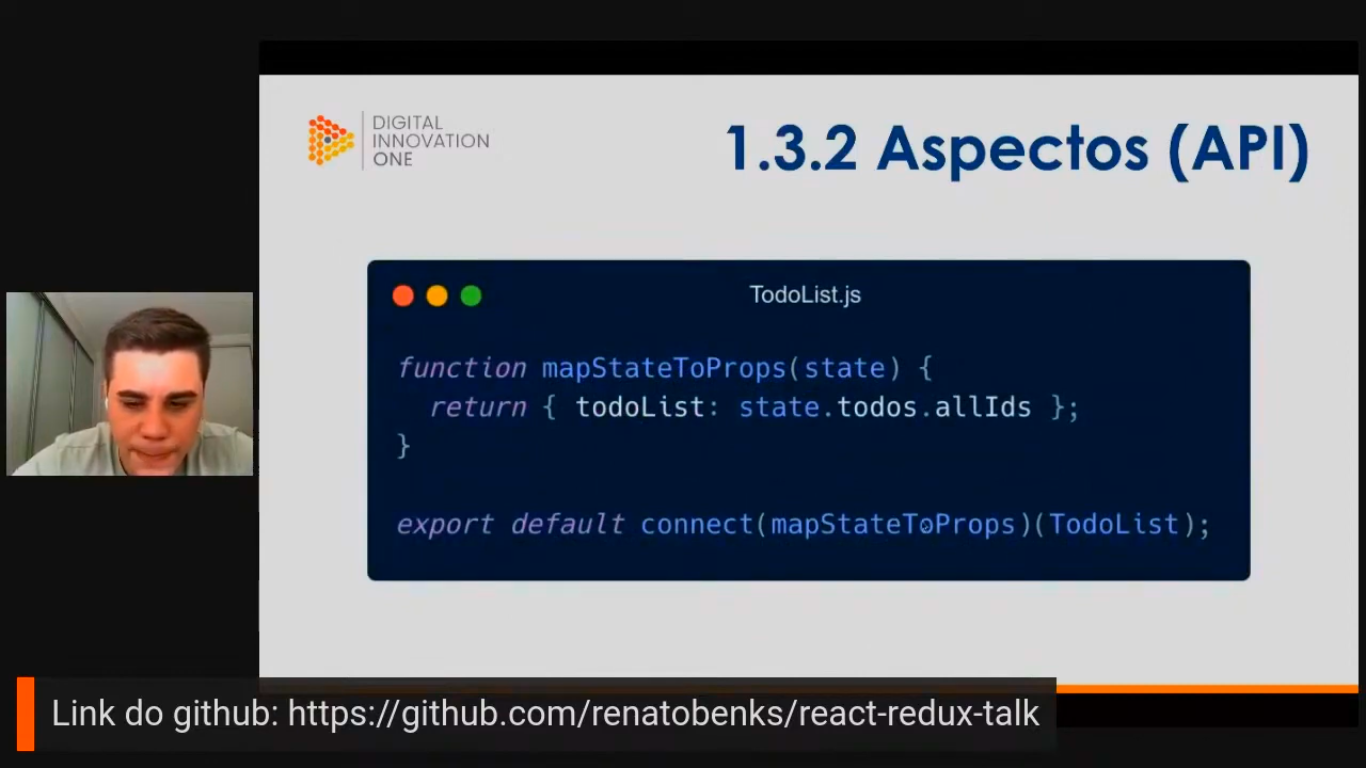 DIGITAL
INNOVATION
ONE
1.3.2 Aspectos (API)
TodoList.js
function mapStateToProps(state) {
return { todoList: state.todos.allIds };
}
export default connect(mapStateToProps)(TodoList);
Link do github: https://github.com/renatobenks/react-redux-talk